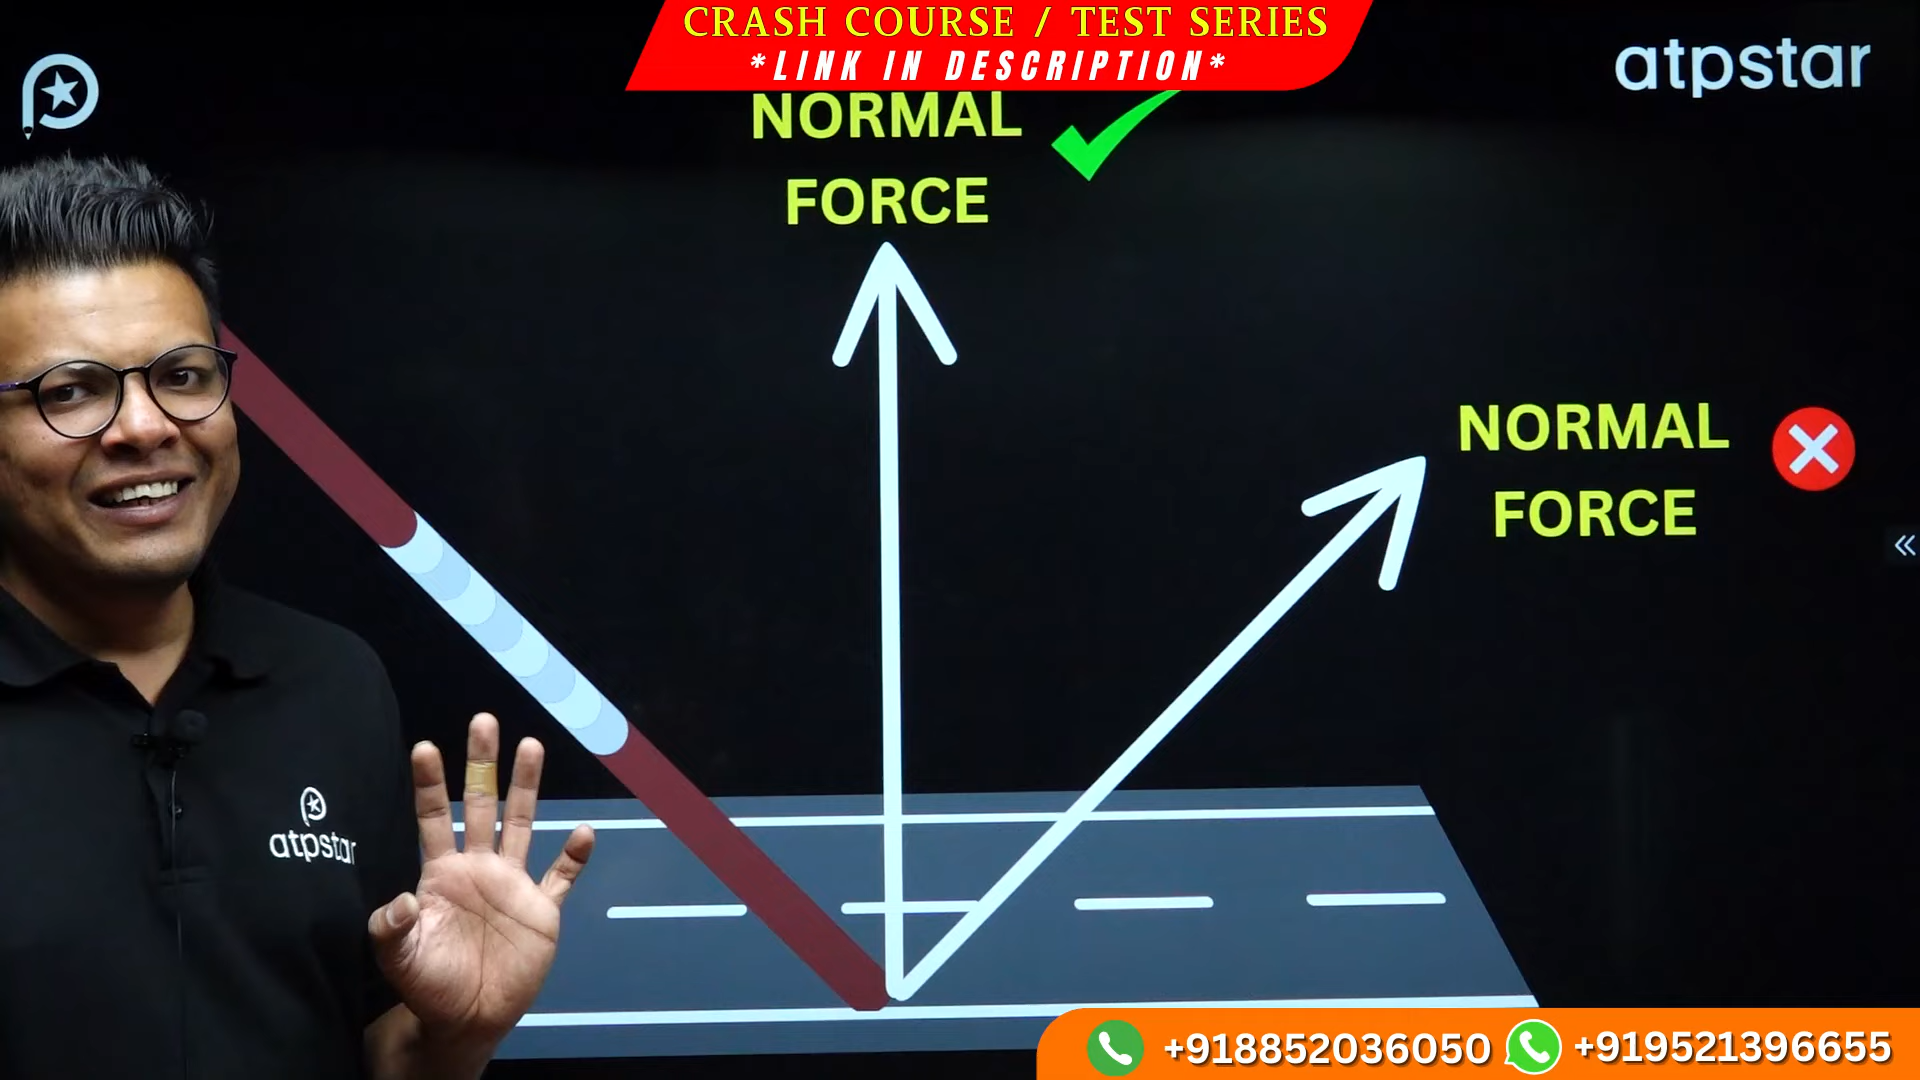 CRASH COURSE / TEST SERIES
*LINK IN DESCRIPTION*
atpstar
NORMAL
FORCE
NORMAL
FORCE
atpstar
+918852036050
+919521396655